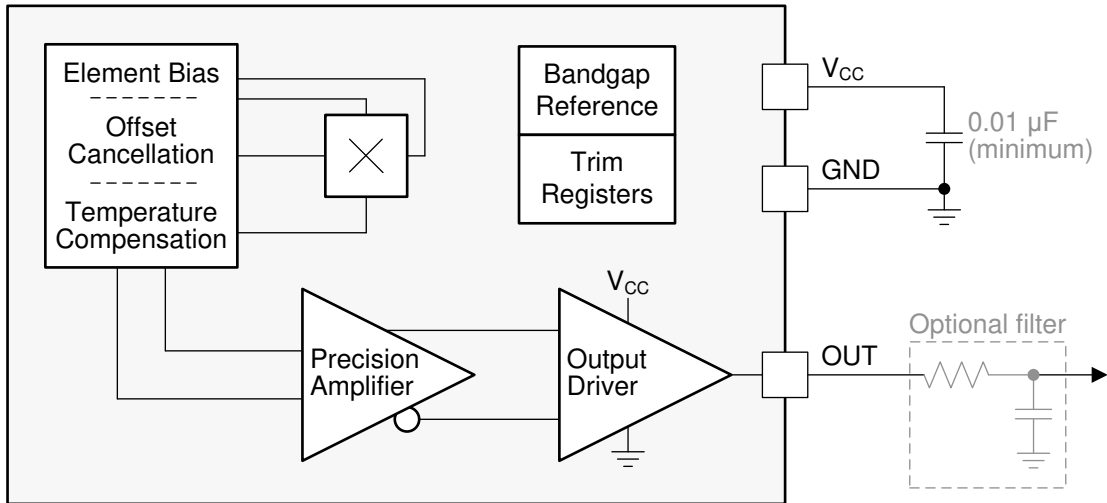 Element Bias
Offset
Cancellation
Temperature
Compensation
Bandgap
Reference
Trim
Registers
VCC
0.01 µF
(minimum)
GND
VCC
Precision
Amplifier
Output
Driver
OUT
Optional filter